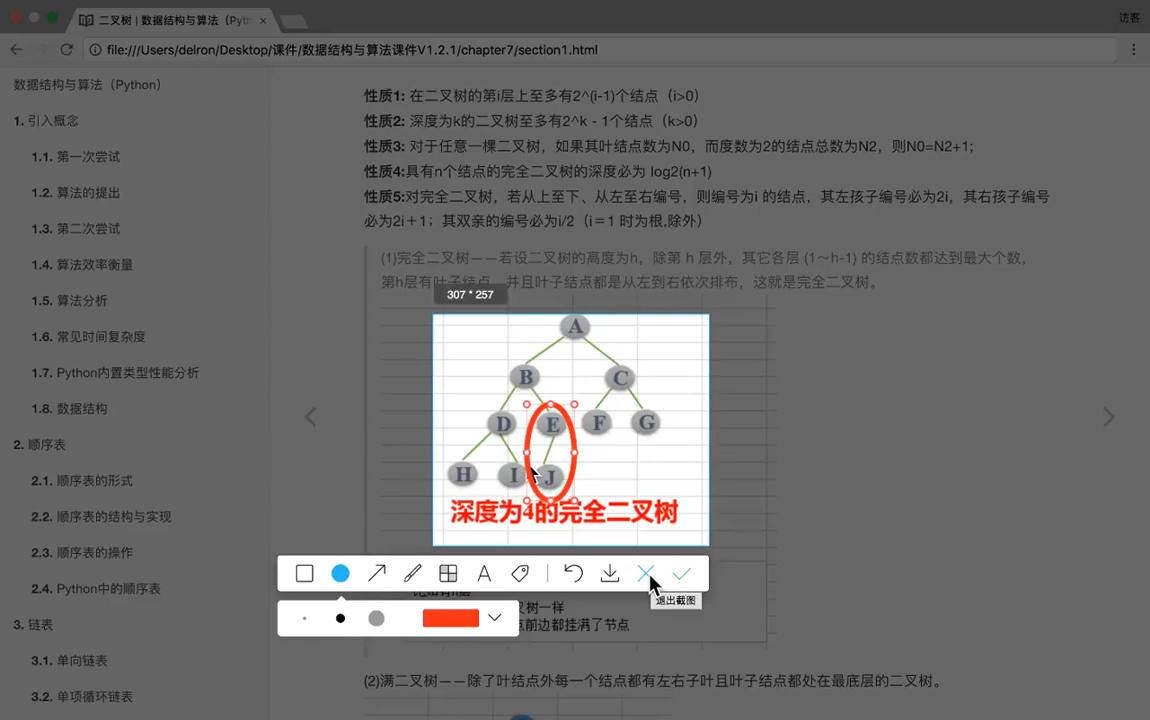 二叉树 | 数据结构与算法（Pyth
访客
file:///Users/delron/Desktop/课件/数据结构与算法课件V1.2.1/chapter7/section1.html
数据结构与算法（Python）
1. 引入概念
1.1. 第一次尝试
1.2. 算法的提出
1.3. 第二次尝试
1.4. 算法效率衡量
1.5. 算法分析
1.6. 常见时间复杂度
1.7. Python内置类型性能分析
1.8. 数据结构
2. 顺序表
2.1. 顺序表的形式
2.2. 顺序表的结构与实现
2.3. 顺序表的操作
2.4. Python中的顺序表
3. 链表
3.1. 单向链表
3.2. 单项循环链表
性质1: 在二叉树的第i层上至多有2^(i-1)个结点（i>0）
性质2: 深度为k的二叉树至多有2^k - 1个结点（k>0）
性质3: 对于任意一棵二叉树，如果其叶结点数为N0，而度数为2的结点总数为N2，则N0=N2+1;
性质4:具有n个结点的完全二叉树的深度必为 log2(n+1)
性质5:对完全二叉树，若从上至下、从左至右编号，则编号为i 的结点，其左孩子编号必为2i，其右孩子编号
必为2i＋1；其双亲的编号必为i/2（i＝1 时为根,除外）
(1)完全二叉树——若设二叉树的高度为h，除第 h 层外，其它各层 (1～h-1) 的结点数都达到最大个数，
第h层有叶子结点，并且叶子结点都是从左到右依次排布，这就是完全二叉树。
307 * 257
A
B C
D E F G
H I J
深度为4的完全二叉树
A
退出截图
叉树一样
点前边都挂满了节点
(2)满二叉树——除了叶结点外每一个结点都有左右子叶且叶子结点都处在最底层的二叉树。